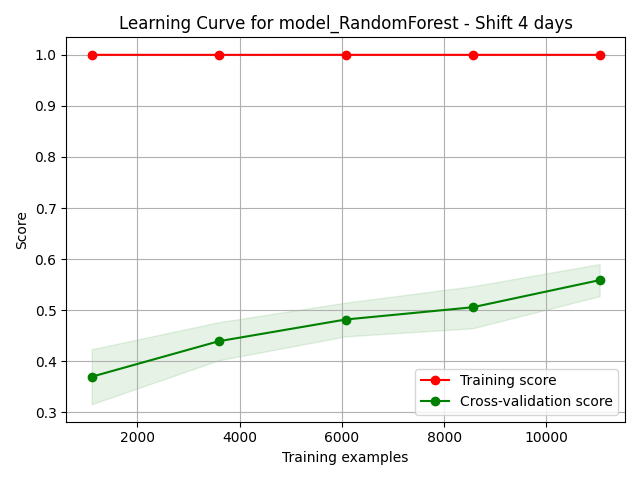 Learning Curve for model_RandomForest - Shift 4 days
Score
1.0
0.9
0.8
0.7
0.6
0.5
0.4
0.3
2000 4000 6000 8000 10000
Training examples
Training score
Cross-validation score